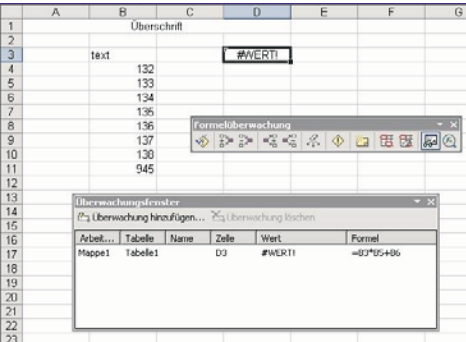 A B C D E F G
1 Überschrift
2
3 text #WERT!
4 132
5 133
6 134
7 135
8 136
9 137
10 138
11 945
12
13
14
15
16
17
18
19
20
21
22
23
Formelüberwachung
Überwachungsfenster
Überwachung hinzufügen... Überwachung löschen
Arbeit... Tabelle Name Zelle Wert Formel
Mappe1 Tabelle1 D3 #WERT! =B3*B5+B6